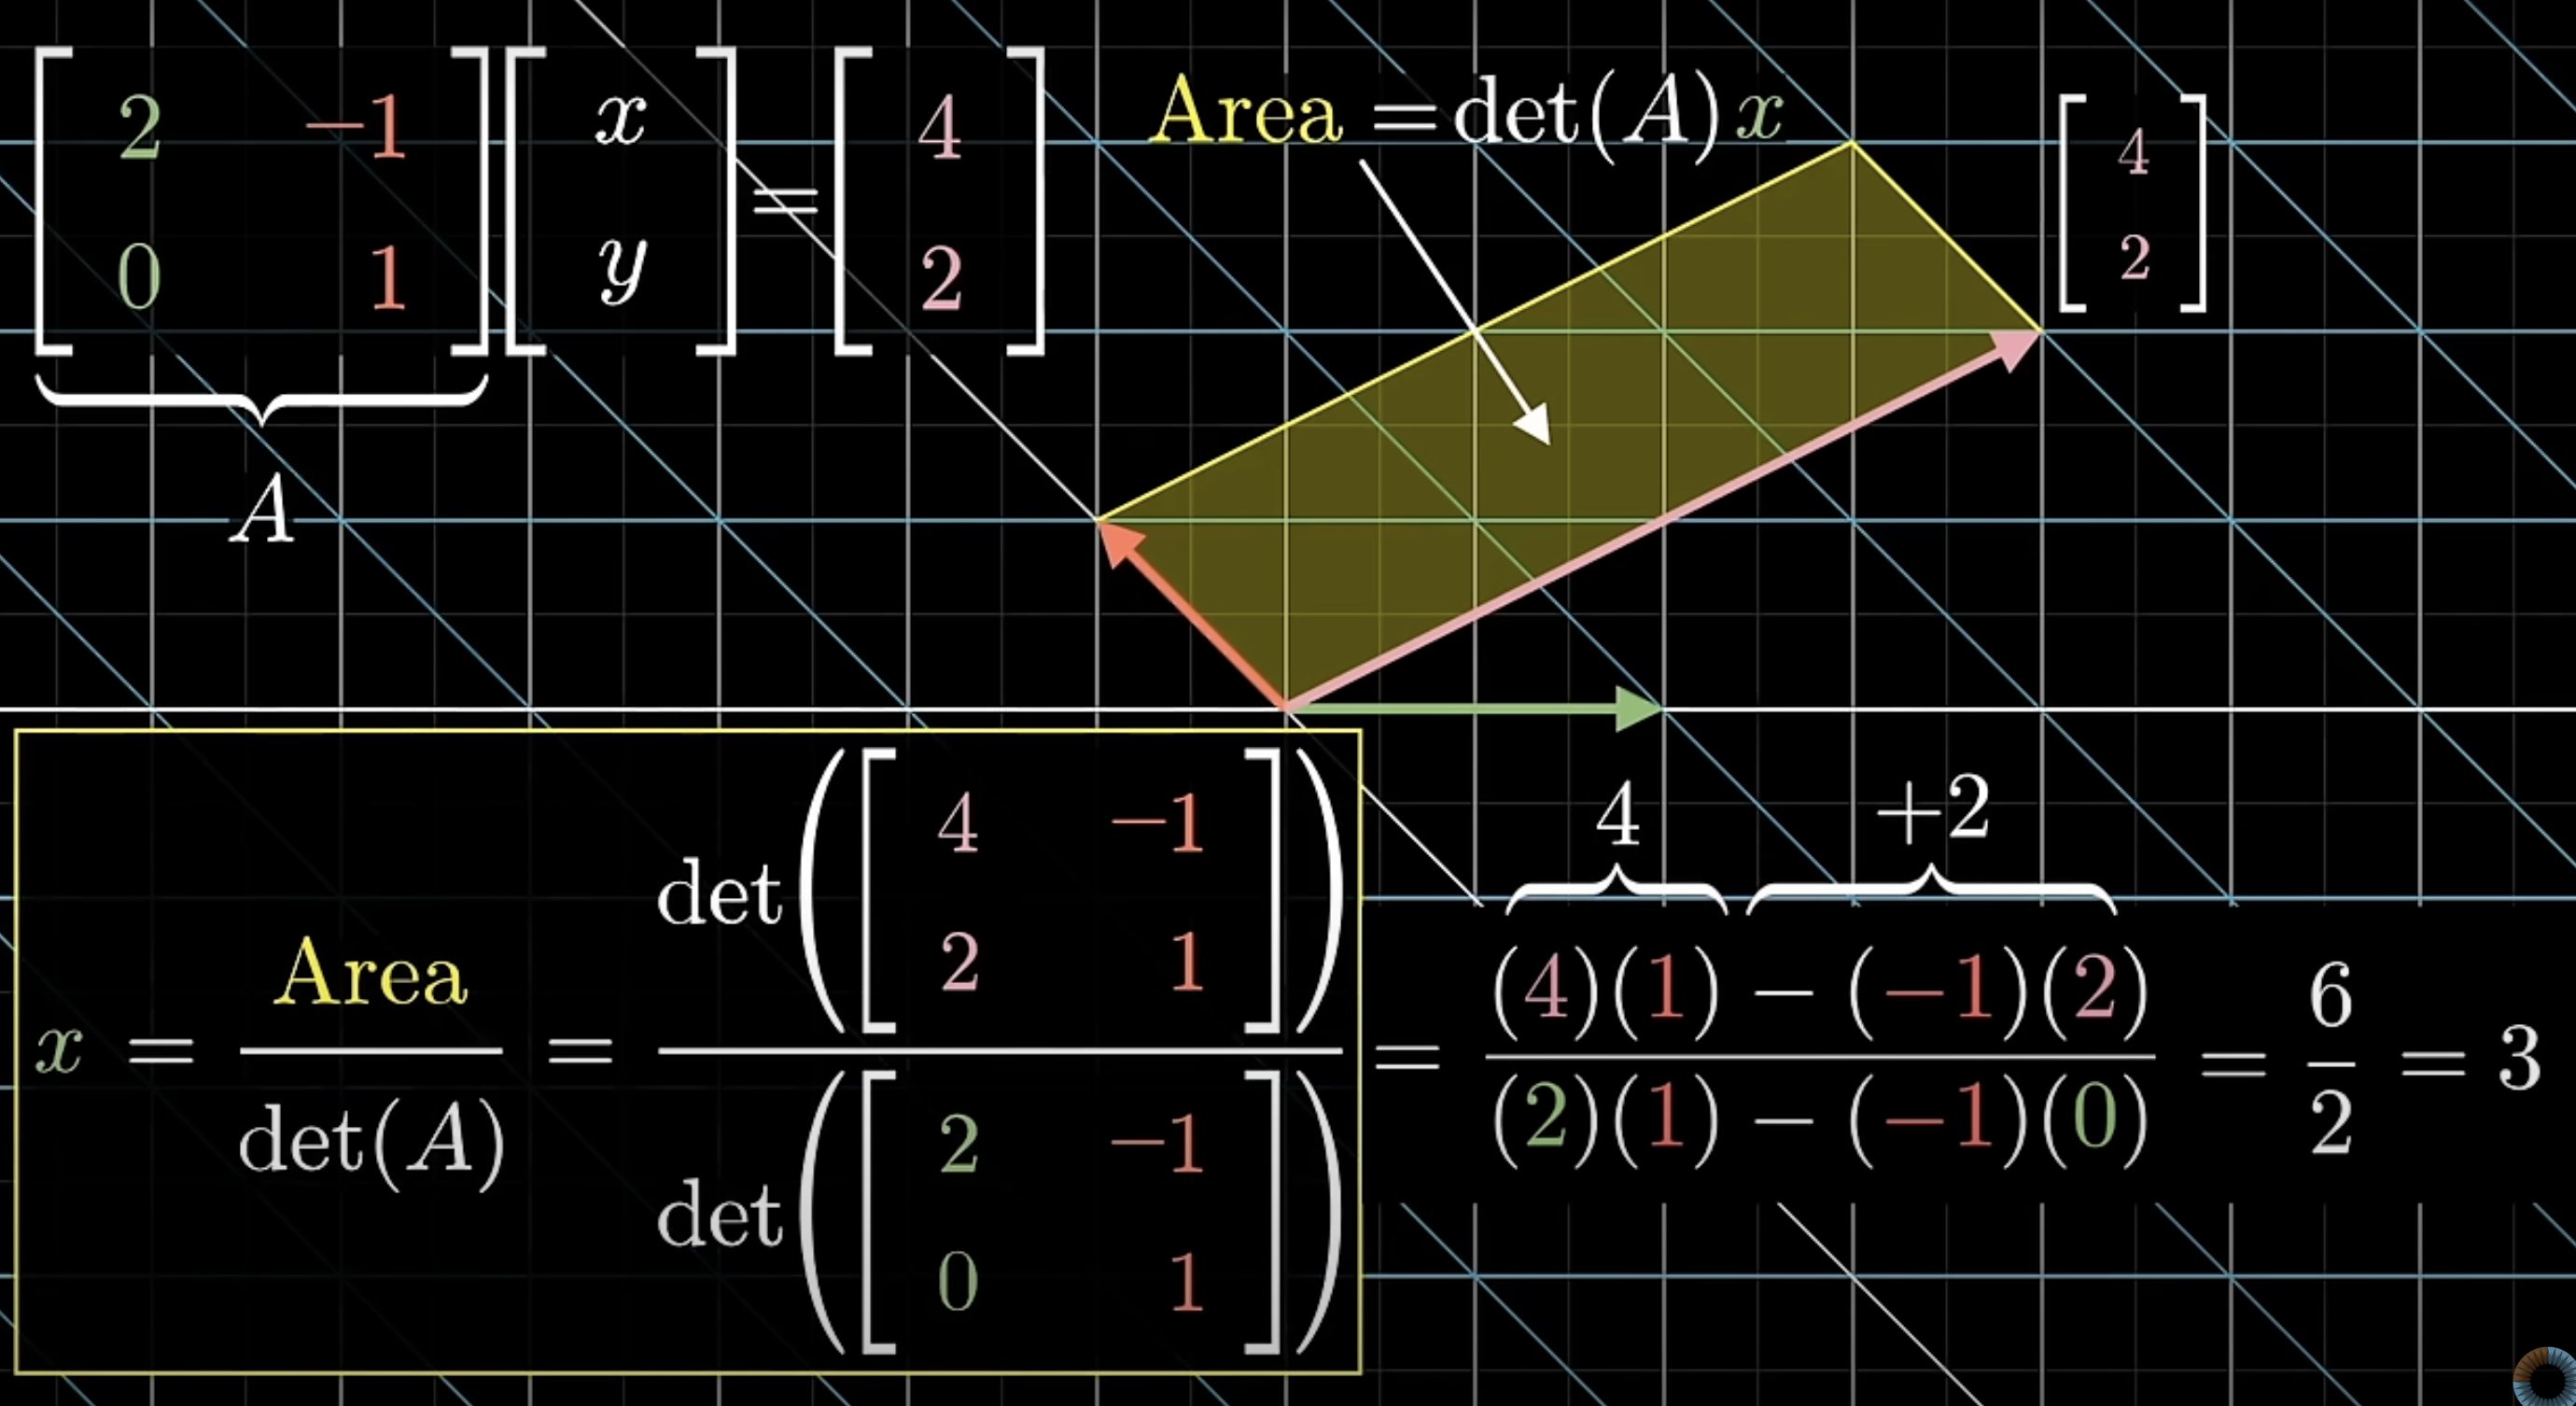 [2 −1; 0 1] [x; y] = [4; 2]
A
Area = det(A)x
[4; 2]
x = Area / det(A) = det([4 −1; 2 1]) / det([2 −1; 0 1])
4 +2
= (4)(1) − (−1)(2) / (2)(1) − (−1)(0) = 6 / 2 = 3